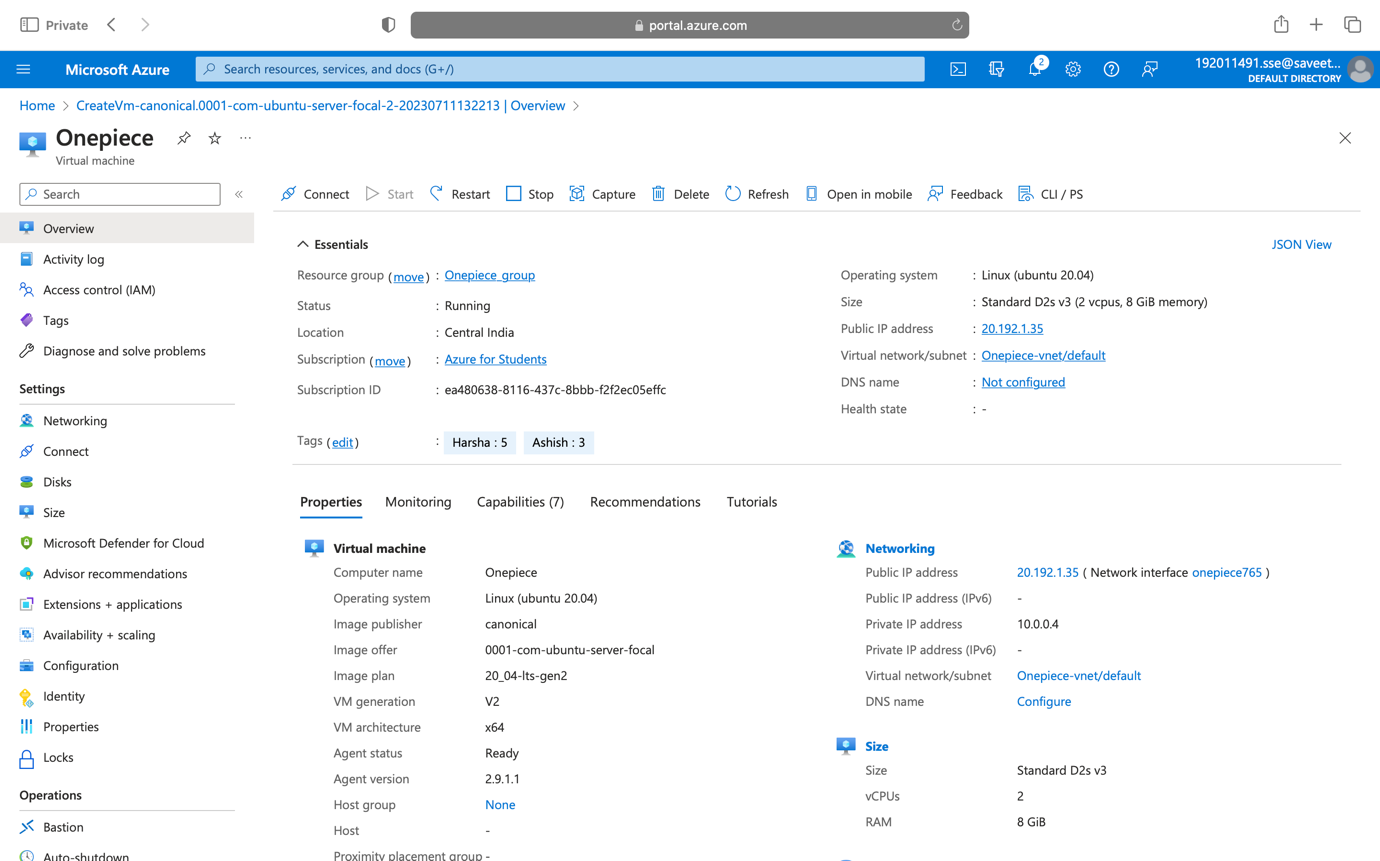 Private
portal.azure.com
Microsoft Azure
Search resources, services, and docs (G+/)
2
192011491.sse@saveet...
DEFAULT DIRECTORY
Home > CreateVm-canonical.0001-com-ubuntu-server-focal-2-20230711132213 | Overview >
Onepiece
Virtual machine
Search
«
Connect Start Restart Stop Capture Delete Refresh Open in mobile Feedback CLI / PS
Overview
Activity log
Access control (IAM)
Tags
Diagnose and solve problems
Settings
Networking
Connect
Disks
Size
Microsoft Defender for Cloud
Advisor recommendations
Extensions + applications
Availability + scaling
Configuration
Identity
Properties
Locks
Operations
Bastion
Auto-shutdown
Essentials
JSON View
Resource group (move) : Onepiece_group
Status : Running
Location : Central India
Subscription (move) : Azure for Students
Subscription ID : ea480638-8116-437c-8bbb-f2f2ec05effc
Operating system : Linux (ubuntu 20.04)
Size : Standard D2s v3 (2 vcpus, 8 GiB memory)
Public IP address : 20.192.1.35
Virtual network/subnet : Onepiece-vnet/default
DNS name : Not configured
Health state : -
Tags (edit) : Harsha : 5 Ashish : 3
Properties Monitoring Capabilities (7) Recommendations Tutorials
Virtual machine
Computer name Onepiece
Operating system Linux (ubuntu 20.04)
Image publisher canonical
Image offer 0001-com-ubuntu-server-focal
Image plan 20_04-lts-gen2
VM generation V2
VM architecture x64
Agent status Ready
Agent version 2.9.1.1
Host group None
Host -
Proximity placement group -
Networking
Public IP address 20.192.1.35 ( Network interface onepiece765 )
Public IP address (IPv6) -
Private IP address 10.0.0.4
Private IP address (IPv6) -
Virtual network/subnet Onepiece-vnet/default
DNS name Configure
Size
Size Standard D2s v3
vCPUs 2
RAM 8 GiB